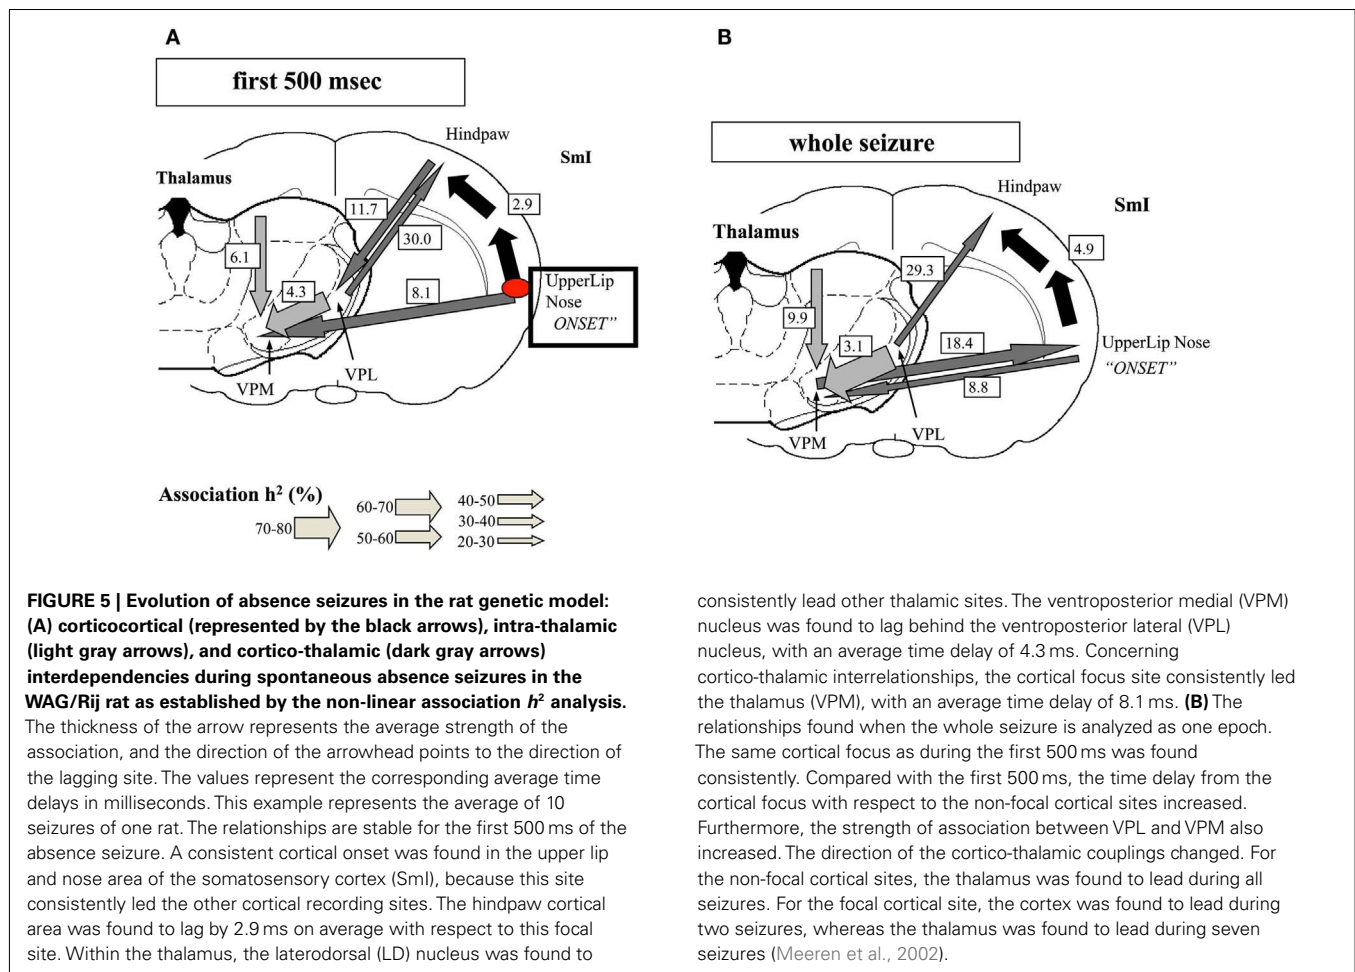 A
first 500 msec
Hindpaw
SmI
Thalamus
11.7
2.9
30.0
6.1
4.3
8.1
UpperLip
Nose
ONSET”
VPM
VPL
B
whole seizure
Hindpaw
SmI
Thalamus
4.9
29.3
9.9
3.1
18.4
UpperLip Nose
“ONSET”
8.8
VPM
VPL
Association h² (%)
70-80
60-70
50-60
40-50
30-40
20-30
FIGURE 5 | Evolution of absence seizures in the rat genetic model:
(A) corticocortical (represented by the black arrows), intra-thalamic
(light gray arrows), and cortico-thalamic (dark gray arrows)
interdependencies during spontaneous absence seizures in the
WAG/Rij rat as established by the non-linear association h² analysis.
The thickness of the arrow represents the average strength of the
association, and the direction of the arrowhead points to the direction of
the lagging site. The values represent the corresponding average time
delays in milliseconds. This example represents the average of 10
seizures of one rat. The relationships are stable for the first 500 ms of the
absence seizure. A consistent cortical onset was found in the upper lip
and nose area of the somatosensory cortex (SmI), because this site
consistently led the other cortical recording sites. The hindpaw cortical
area was found to lag by 2.9 ms on average with respect to this focal
site. Within the thalamus, the laterodorsal (LD) nucleus was found to
consistently lead other thalamic sites. The ventroposterior medial (VPM)
nucleus was found to lag behind the ventroposterior lateral (VPL)
nucleus, with an average time delay of 4.3 ms. Concerning
cortico-thalamic interrelationships, the cortical focus site consistently led
the thalamus (VPM), with an average time delay of 8.1 ms. (B) The
relationships found when the whole seizure is analyzed as one epoch.
The same cortical focus as during the first 500 ms was found
consistently. Compared with the first 500 ms, the time delay from the
cortical focus with respect to the non-focal cortical sites increased.
Furthermore, the strength of association between VPL and VPM also
increased. The direction of the cortico-thalamic couplings changed. For
the non-focal cortical sites, the thalamus was found to lead during all
seizures. For the focal cortical site, the cortex was found to lead during
two seizures, whereas the thalamus was found to lead during seven
seizures (Meeren et al., 2002).